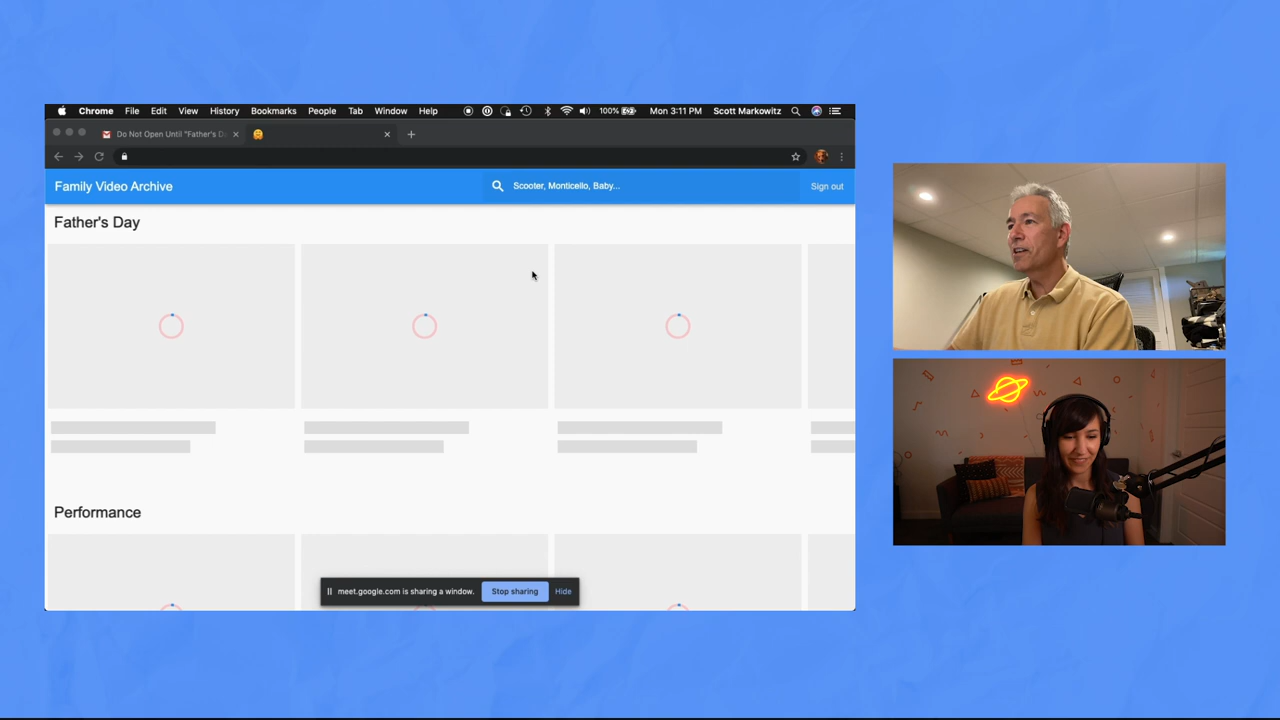 Chrome File Edit View History Bookmarks People Tab Window Help 100% Mon 3:11 PM Scott Markowitz
Do Not Open Until "Father's D
Family Video Archive
Scooter, Monticello, Baby...
Sign out
Father's Day
Performance
meet.google.com is sharing a window.
Stop sharing
Hide